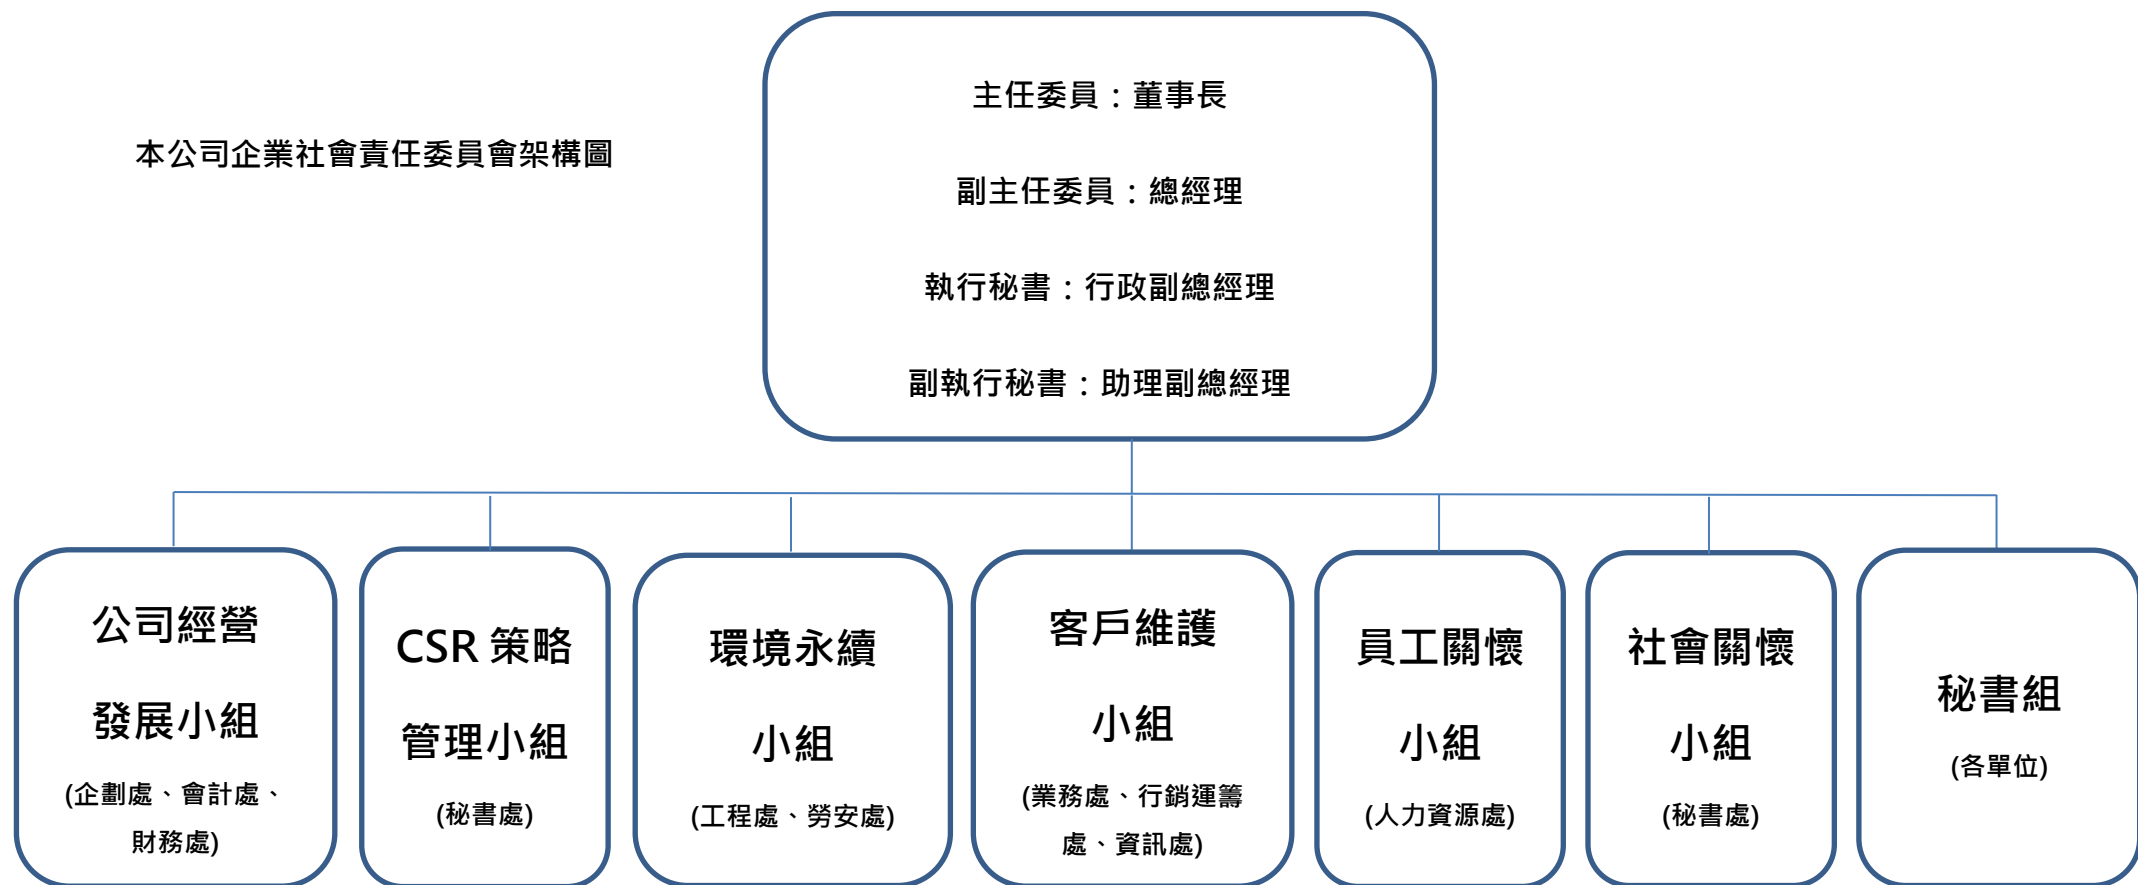 本公司企業社會責任委員會架構圖
主任委員：董事長
副主任委員：總經理
執行秘書：行政副總經理
副執行秘書：助理副總經理
公司經營
發展小組
(企劃處、會計處、
財務處)
CSR 策略
管理小組
(秘書處)
環境永續
小組
(工程處、勞安處)
客戶維護
小組
(業務處、行銷運籌
處、資訊處)
員工關懷
小組
(人力資源處)
社會關懷
小組
(秘書處)
秘書組
(各單位)